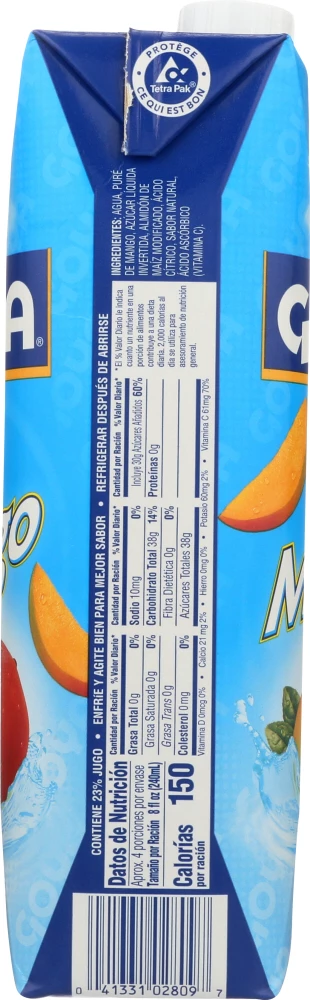 PROTÈGE
CE QUI EST BON
Tetra Pak®
A®
G
GO
M
CONTIENE 23% JUGO • ENFRÍE Y AGITE BIEN PARA MEJOR SABOR • REFRIGERAR DESPUÉS DE ABRIRSE
Datos de Nutrición
Aprox. 4 porciones por envase
Tamaño por Ración 8 fl oz (240mL)
Calorías 150
por ración
Cantidad por Ración %Valor Diario*
Grasa Total 0g 0%
Grasa Saturada 0g 0%
Grasa Trans 0g
Colesterol 0 mg 0%
Cantidad por Ración %Valor Diario*
Sodio 10mg 0%
Carbohidrato Total 38g 14%
Fibra Dietética 0g 0%
Azúcares Totales 38g
Cantidad por Ración %Valor Diario*
Incluye 30g Azúcares Añadidos 60%
Proteínas 0g
Vitamina D 0mcg 0% • Calcio 21 mg 2% • Hierro 0mg 0% • Potasio 60mg 2% • Vitamina C 61mg 70%
*El % Valor Diario le indica
cuanto un nutriente en una
porción de alimentos
contribuye a una dieta
diaria. 2,000 calorías al
día se utiliza para
asesoramiento de nutrición
general.
INGREDIENTES: AGUA, PURÉ
DE MANGO, AZÚCAR LÍQUIDA
INVERTIDA, ALMIDÓN DE
MAÍZ MODIFICADO, ÁCIDO
CÍTRICO, SABOR NATURAL,
ÁCIDO ASCÓRBICO
(VITAMINA C).
0 41331 02809 7